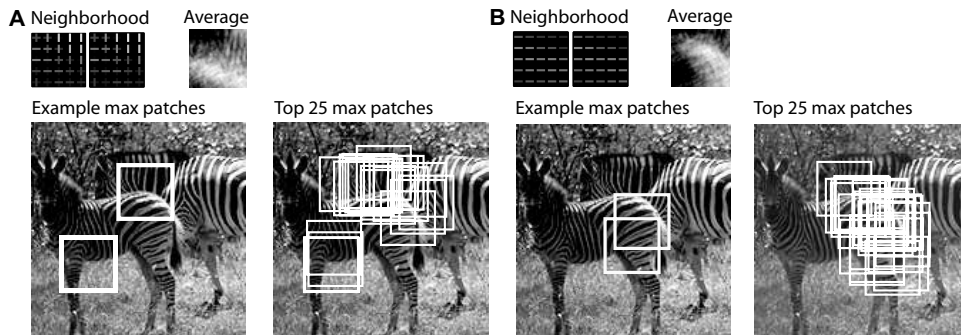 A Neighborhood Average
Example max patches Top 25 max patches
B Neighborhood Average
Example max patches Top 25 max patches